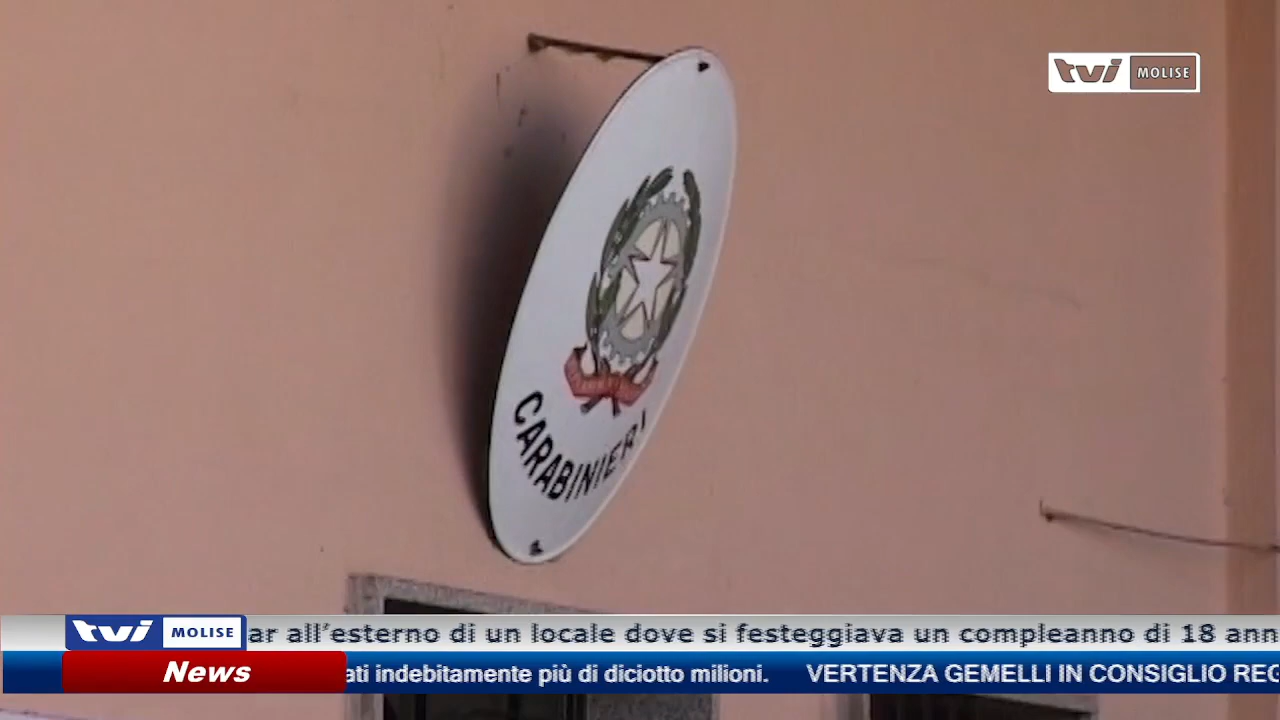 tvi MOLISE
CARABINIERI
tvi MOLISE
ar all'esterno di un locale dove si festeggiava un compleanno di 18 ann
News
ati indebitamente più di diciotto milioni. VERTENZA GEMELLI IN CONSIGLIO REG